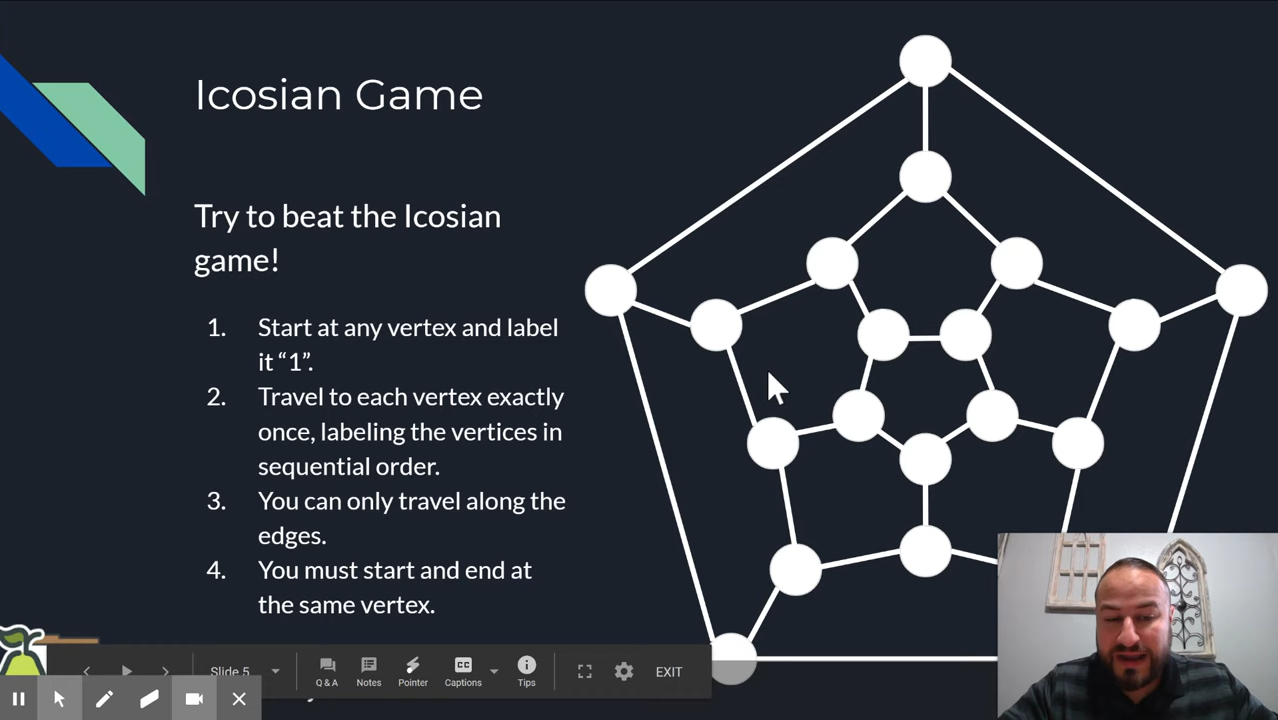 Icosian Game
Try to beat the Icosian
game!
1. Start at any vertex and label
it “1”.
2. Travel to each vertex exactly
once, labeling the vertices in
sequential order.
3. You can only travel along the
edges.
4. You must start and end at
the same vertex.
Slide 5
Q & A
Notes
Pointer
Captions
Tips
EXIT